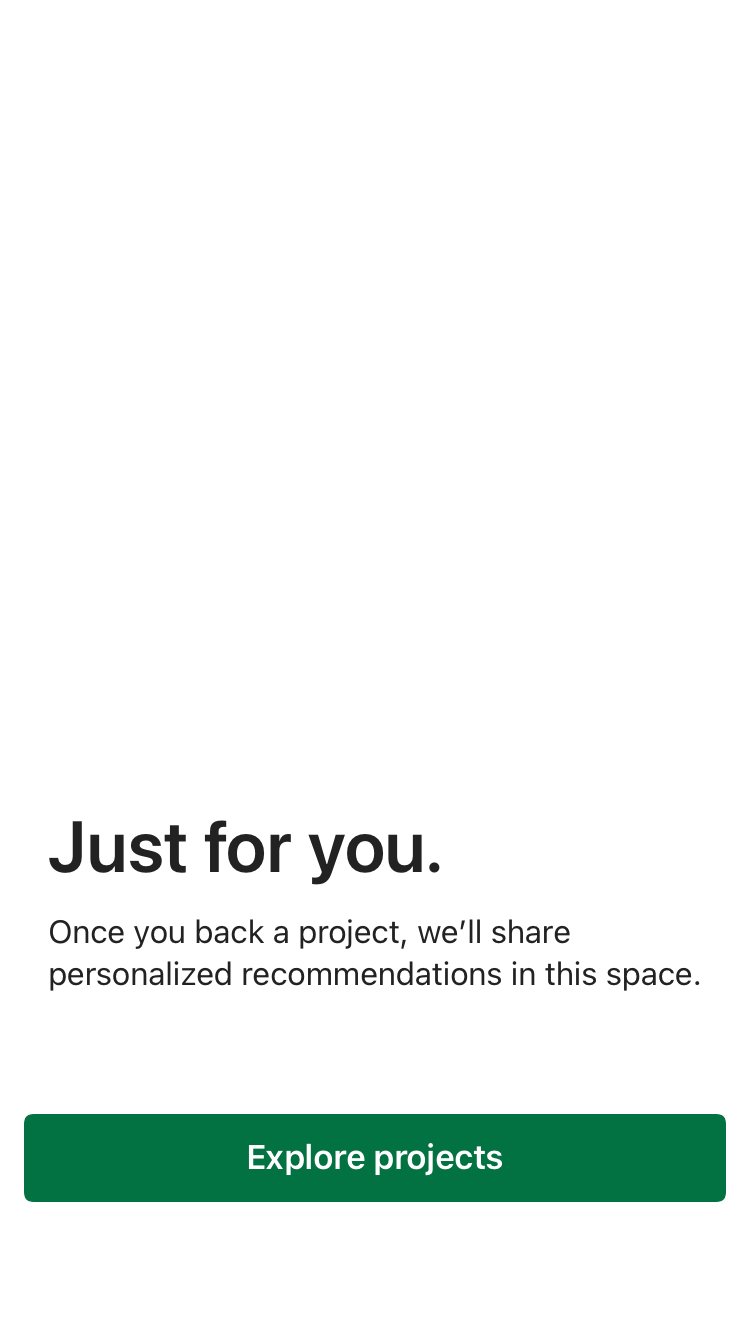 Just for you.
Once you back a project, we’ll share
personalized recommendations in this space.
Explore projects